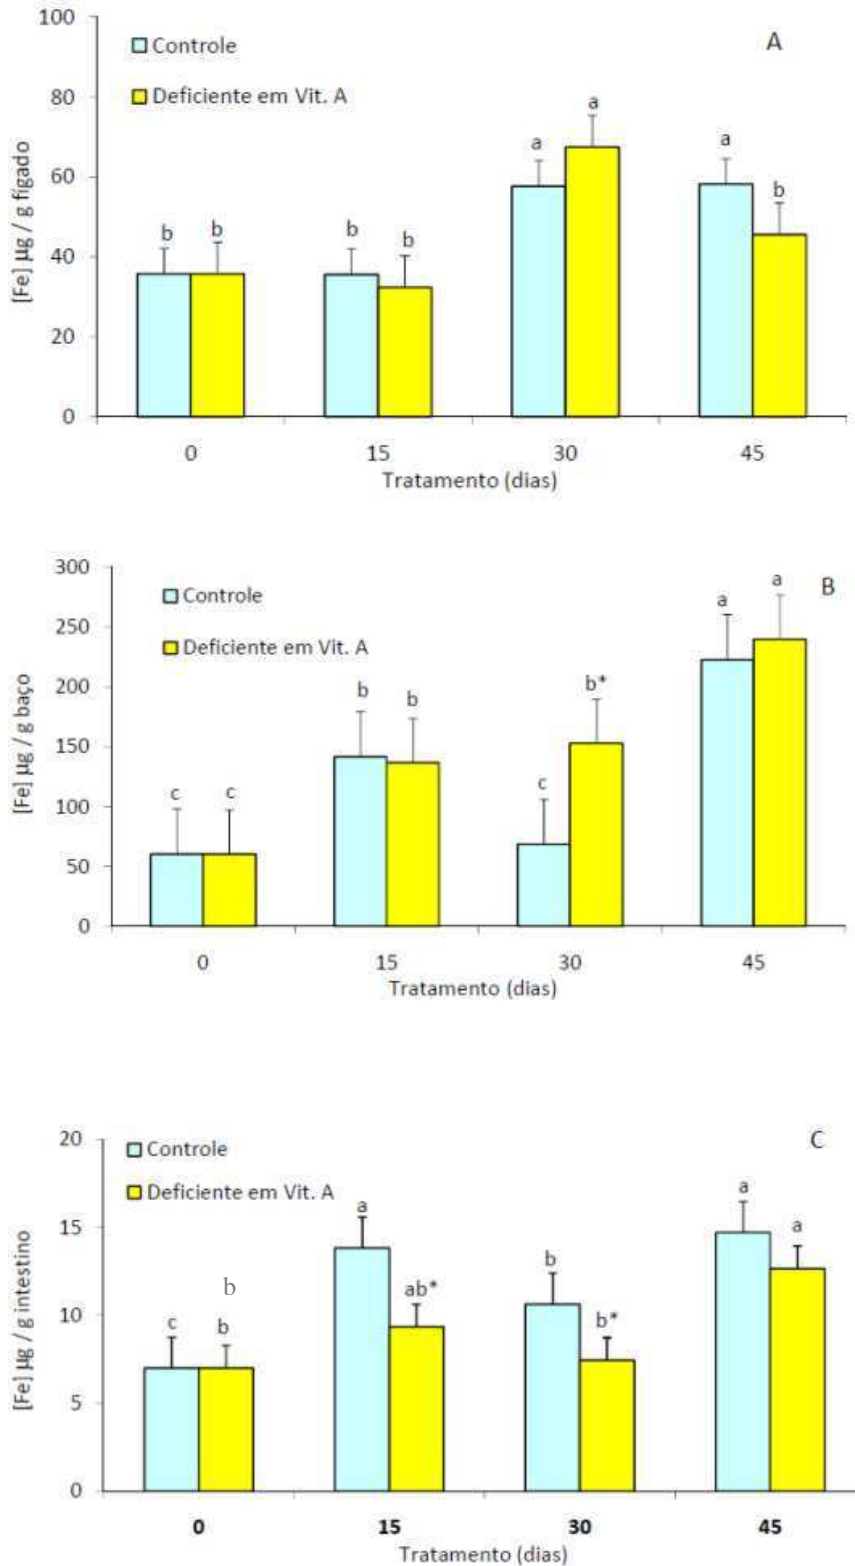 100
80
60
40
20
0
[Fe] µg / g fígado
Controle
Deficiente em Vit. A
A
b b b b a a a b
0 15 30 45
Tratamento (dias)
300
250
200
150
100
50
0
[Fe] µg / g baço
Controle
Deficiente em Vit. A
B
c c b b c b* a a
0 15 30 45
Tratamento (dias)
20
15
10
5
0
[Fe] µg / g intestino
Controle
Deficiente em Vit. A
C
b
c b a ab* b b* a a
0 15 30 45
Tratamento (dias)